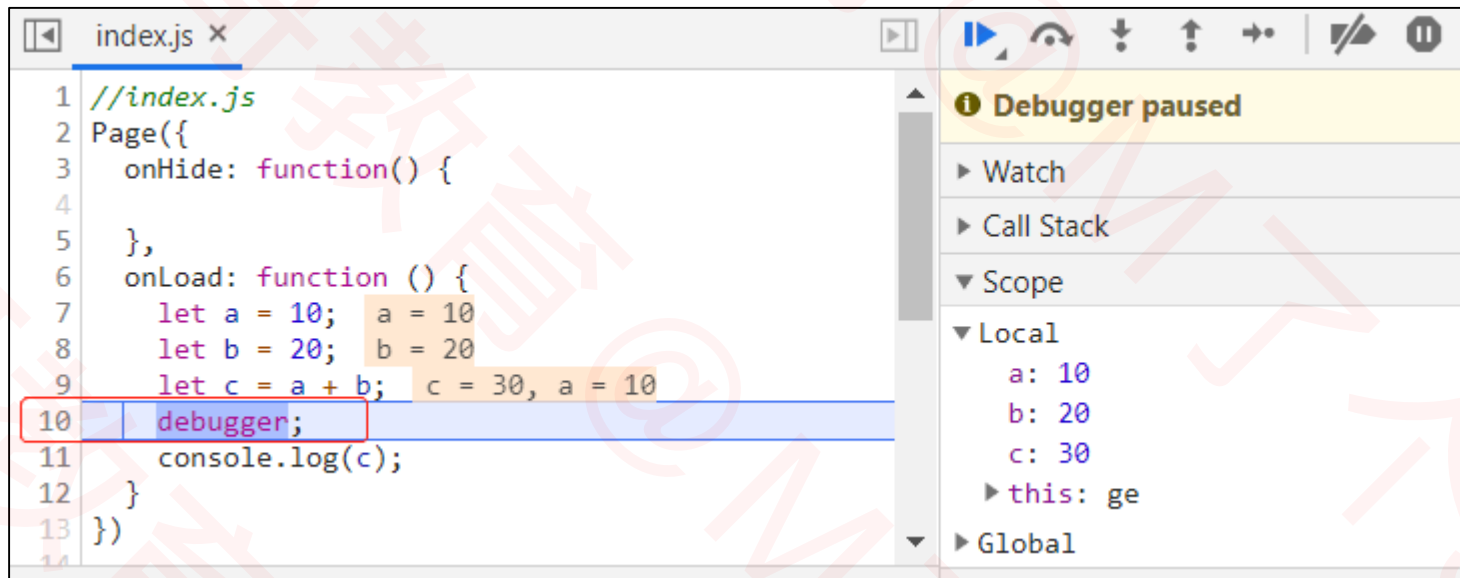 index.js ×
1 //index.js
2 Page({
3 onHide: function() {
4
5 },
6 onLoad: function () {
7 let a = 10; a = 10
8 let b = 20; b = 20
9 let c = a + b; c = 30, a = 10
10 debugger;
11 console.log(c);
12 }
13 })
14
Debugger paused
Watch
Call Stack
Scope
Local
a: 10
b: 20
c: 30
this: ge
Global